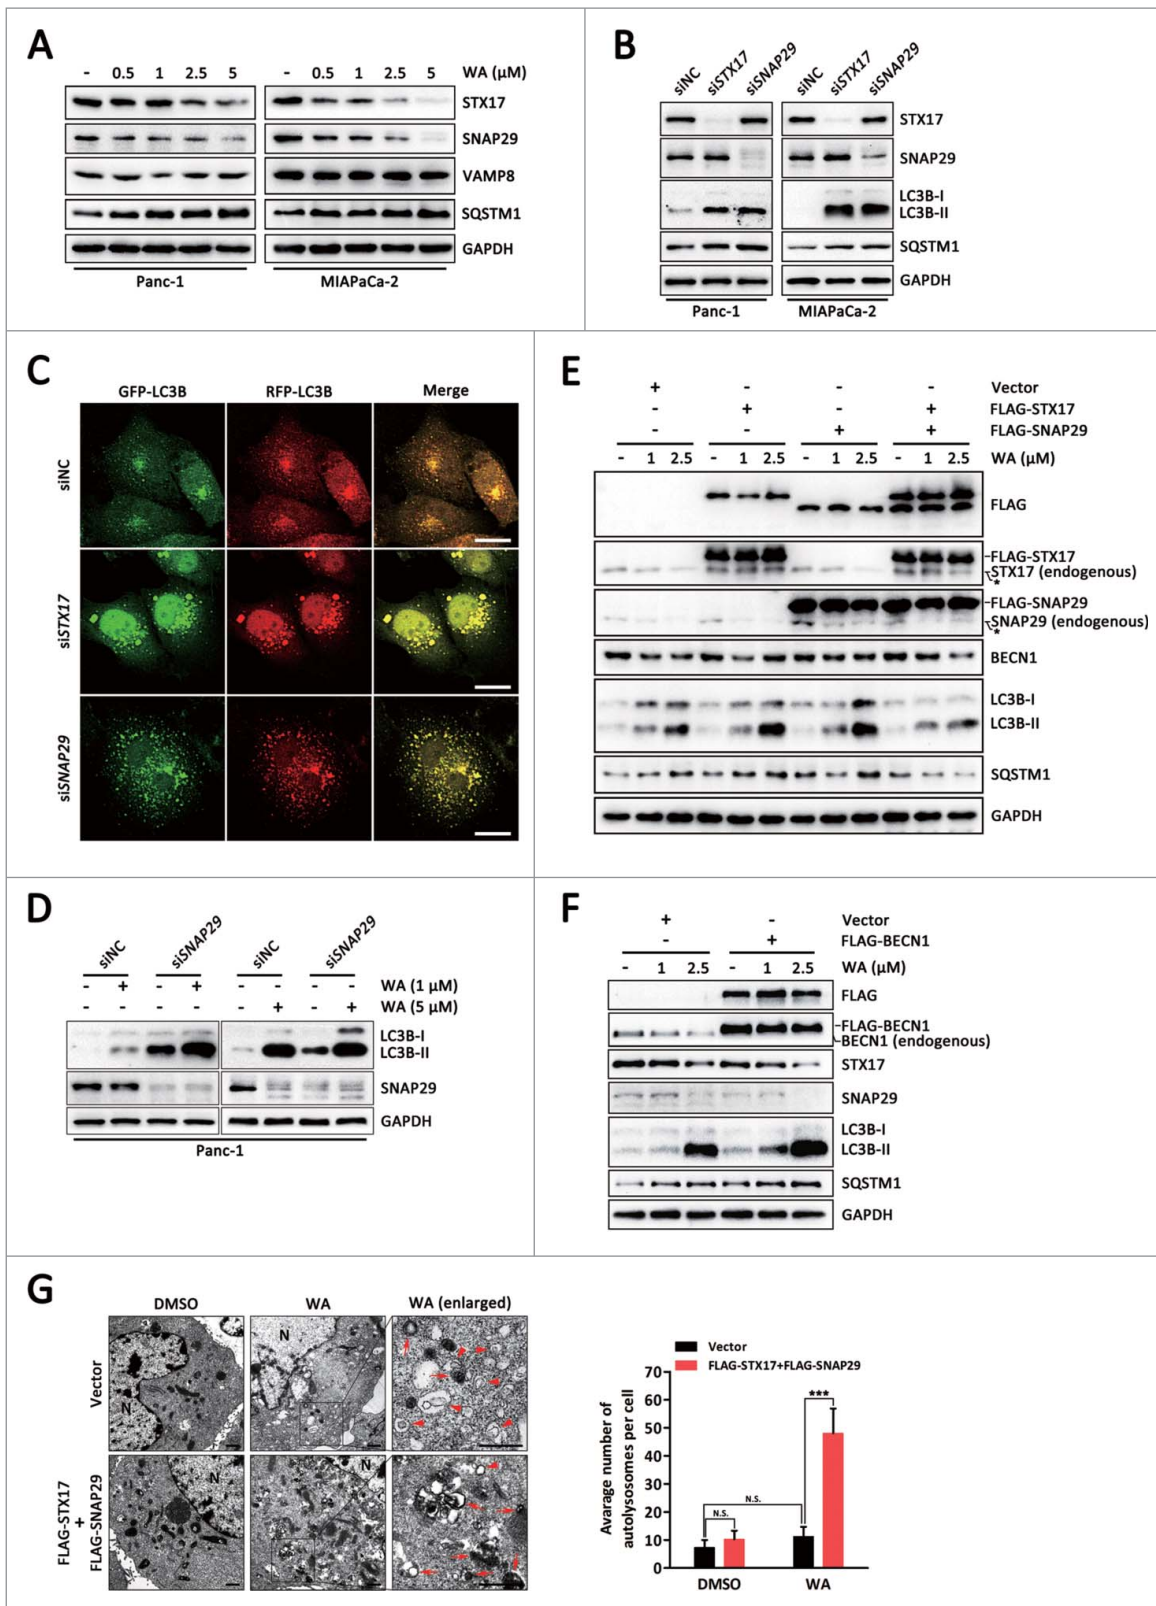 A
- 0.5 1 2.5 5 - 0.5 1 2.5 5 WA (μM)
STX17
SNAP29
VAMP8
SQSTM1
GAPDH
Panc-1 MIAPaCa-2
B
siNC siSTX17 siSNAP29 siNC siSTX17 siSNAP29
STX17
SNAP29
LC3B-I
LC3B-II
SQSTM1
GAPDH
Panc-1 MIAPaCa-2
C
GFP-LC3B RFP-LC3B Merge
siNC
siSTX17
siSNAP29
E
+ - - - Vector
- + - + FLAG-STX17
- - + + FLAG-SNAP29
- 1 2.5 - 1 2.5 - 1 2.5 - 1 2.5 WA (μM)
FLAG
FLAG-STX17
STX17 (endogenous)
*
FLAG-SNAP29
SNAP29 (endogenous)
*
BECN1
LC3B-I
LC3B-II
SQSTM1
GAPDH
D
siNC siSNAP29 siNC siSNAP29
- + - + - - - - WA (1 μM)
- - - - - + - + WA (5 μM)
LC3B-I
LC3B-II
SNAP29
GAPDH
Panc-1
F
+ - Vector
- + FLAG-BECN1
- 1 2.5 - 1 2.5 WA (μM)
FLAG
FLAG-BECN1
BECN1 (endogenous)
STX17
SNAP29
LC3B-I
LC3B-II
SQSTM1
GAPDH
G
DMSO WA WA (enlarged)
Vector
N N
FLAG-STX17
+
FLAG-SNAP29
N N
Vector
FLAG-STX17+FLAG-SNAP29
Avarage number of
autolysosomes per cell
70
60
50
40
30
20
10
0
***
N.S.
N.S.
DMSO WA